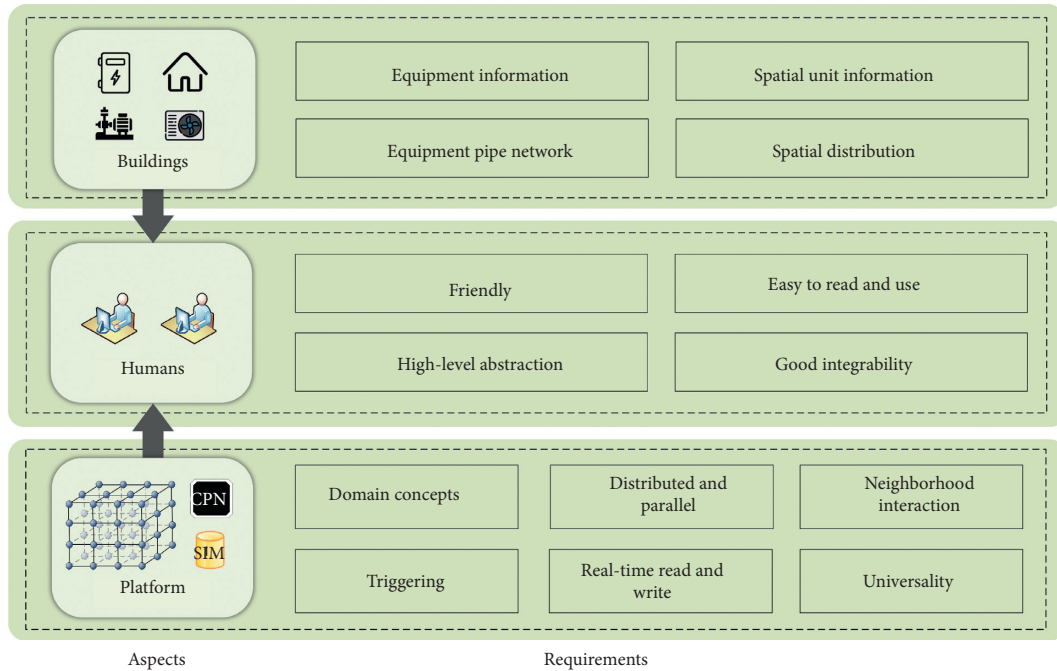 Equipment information
Spatial unit information
Equipment pipe network
Spatial distribution
Buildings
Friendly
Easy to read and use
High-level abstraction
Good integrability
Humans
CPN
SIM
Platform
Domain concepts
Distributed and
parallel
Neighborhood
interaction
Triggering
Real-time read and
write
Universality
Aspects
Requirements